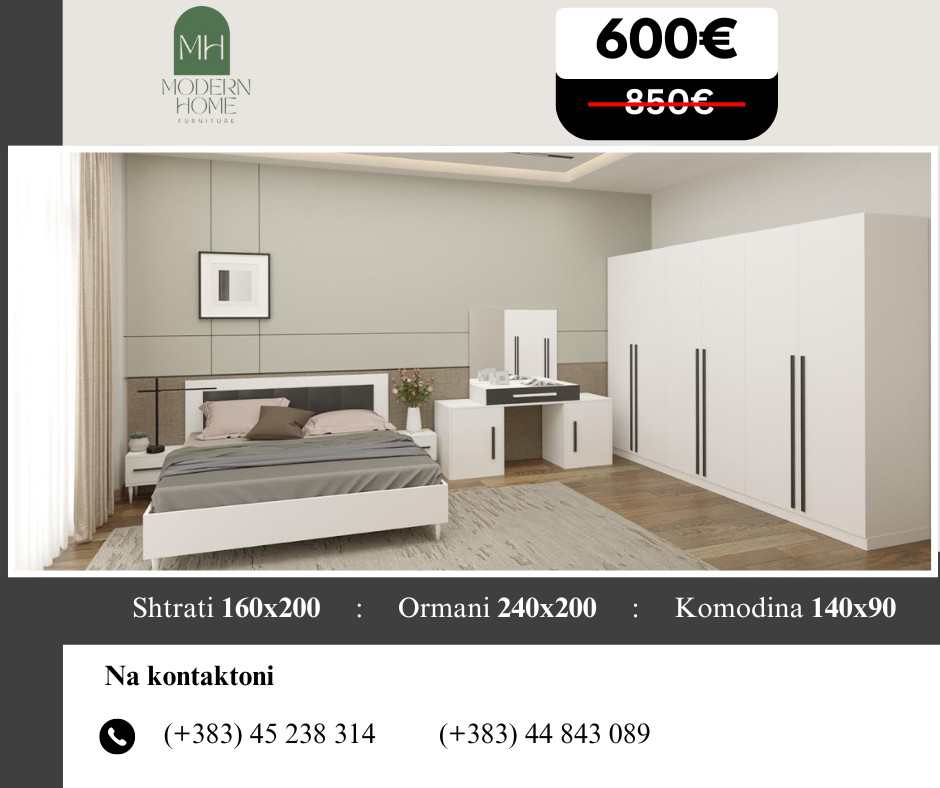 MH
MODERN
HOME
FURNITURE
600€
850€
Shtrati 160x200 : Ormani 240x200 : Komodina 140x90
Na kontaktoni
(+383) 45 238 314 (+383) 44 843 089